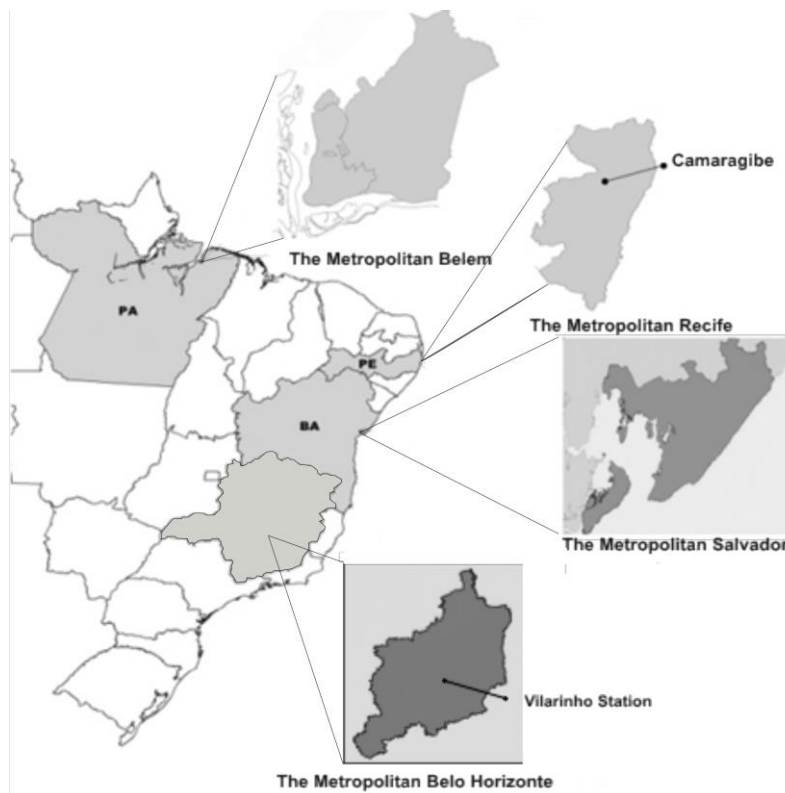 Camaragibe
The Metropolitan Belem
PA
The Metropolitan Recife
PE
BA
The Metropolitan Salvador
Vilarinho Station
The Metropolitan Belo Horizonte